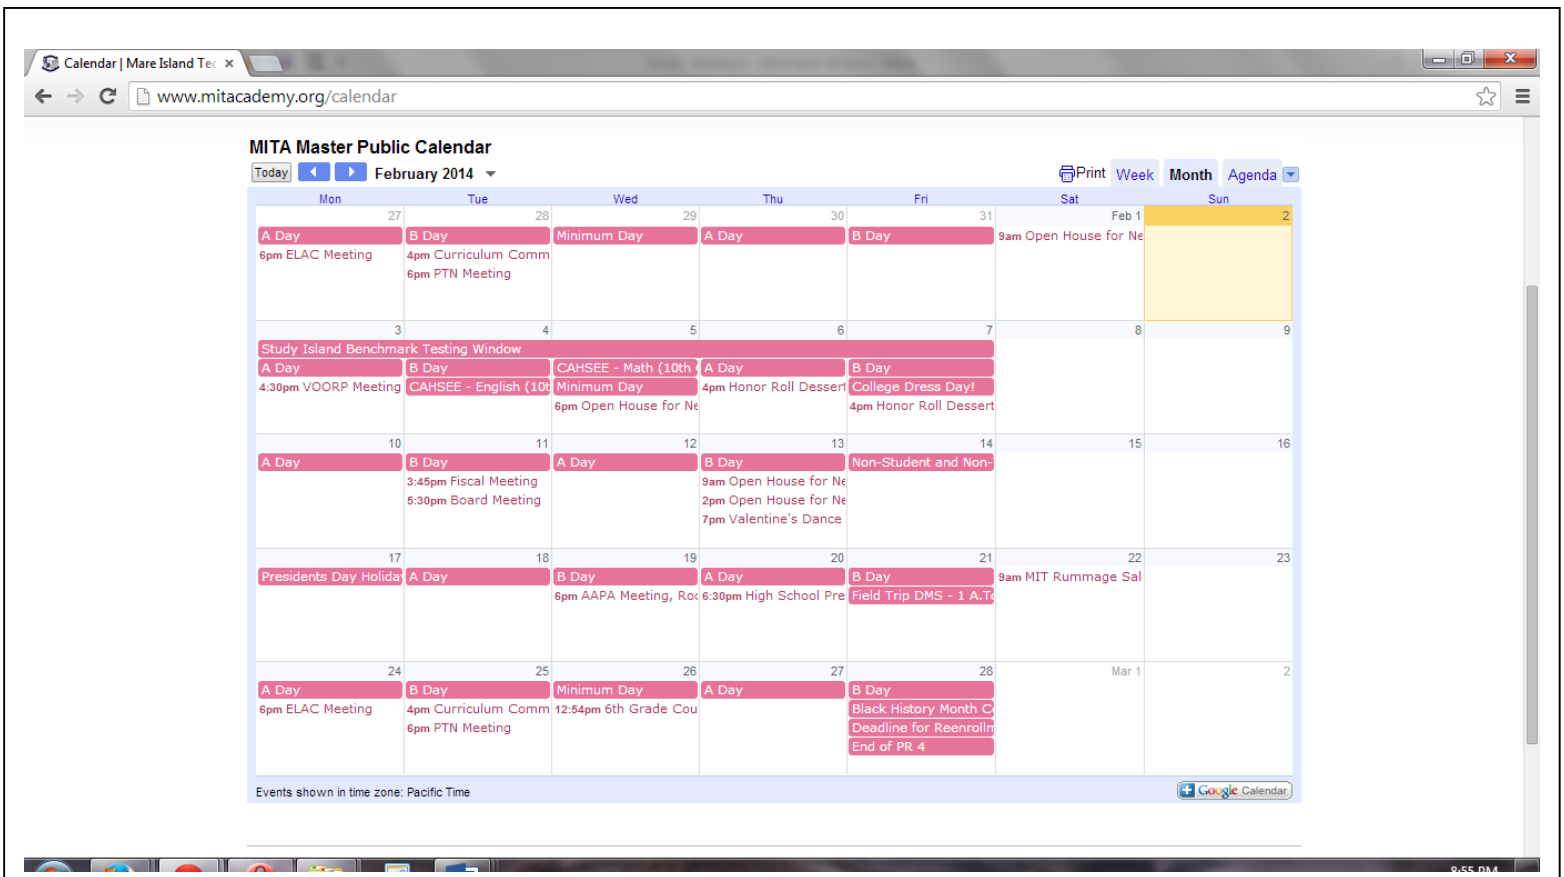 Calendar | Mare Island Tec
www.mitacademy.org/calendar
MITA Master Public Calendar
Today February 2014 Print Week Month Agenda
Mon Tue Wed Thu Fri Sat Sun
27 28 29 30 31 Feb 1 2
A Day B Day Minimum Day A Day B Day 9am Open House for Ne
6pm ELAC Meeting 4pm Curriculum Comm
6pm PTN Meeting
3 4 5 6 7 8 9
Study Island Benchmark Testing Window
A Day B Day CAHSEE - Math (10th A Day B Day
4:30pm VOORP Meeting CAHSEE - English (10t Minimum Day 4pm Honor Roll Dessert College Dress Day!
6pm Open House for Ne 4pm Honor Roll Dessert
10 11 12 13 14 15 16
A Day B Day A Day B Day Non-Student and Non-
3:45pm Fiscal Meeting 9am Open House for Ne
5:30pm Board Meeting 2pm Open House for Ne
7pm Valentine's Dance
17 18 19 20 21 22 23
Presidents Day Holiday A Day B Day A Day B Day 9am MIT Rummage Sal
6pm AAPA Meeting, Roo 6:30pm High School Pre Field Trip DMS - 1 A.To
24 25 26 27 28 Mar 1 2
A Day B Day Minimum Day A Day B Day
6pm ELAC Meeting 4pm Curriculum Comm 12:54pm 6th Grade Cou Black History Month C
6pm PTN Meeting Deadline for Reenrollm
End of PR 4
Events shown in time zone: Pacific Time Google Calendar
8:55 PM